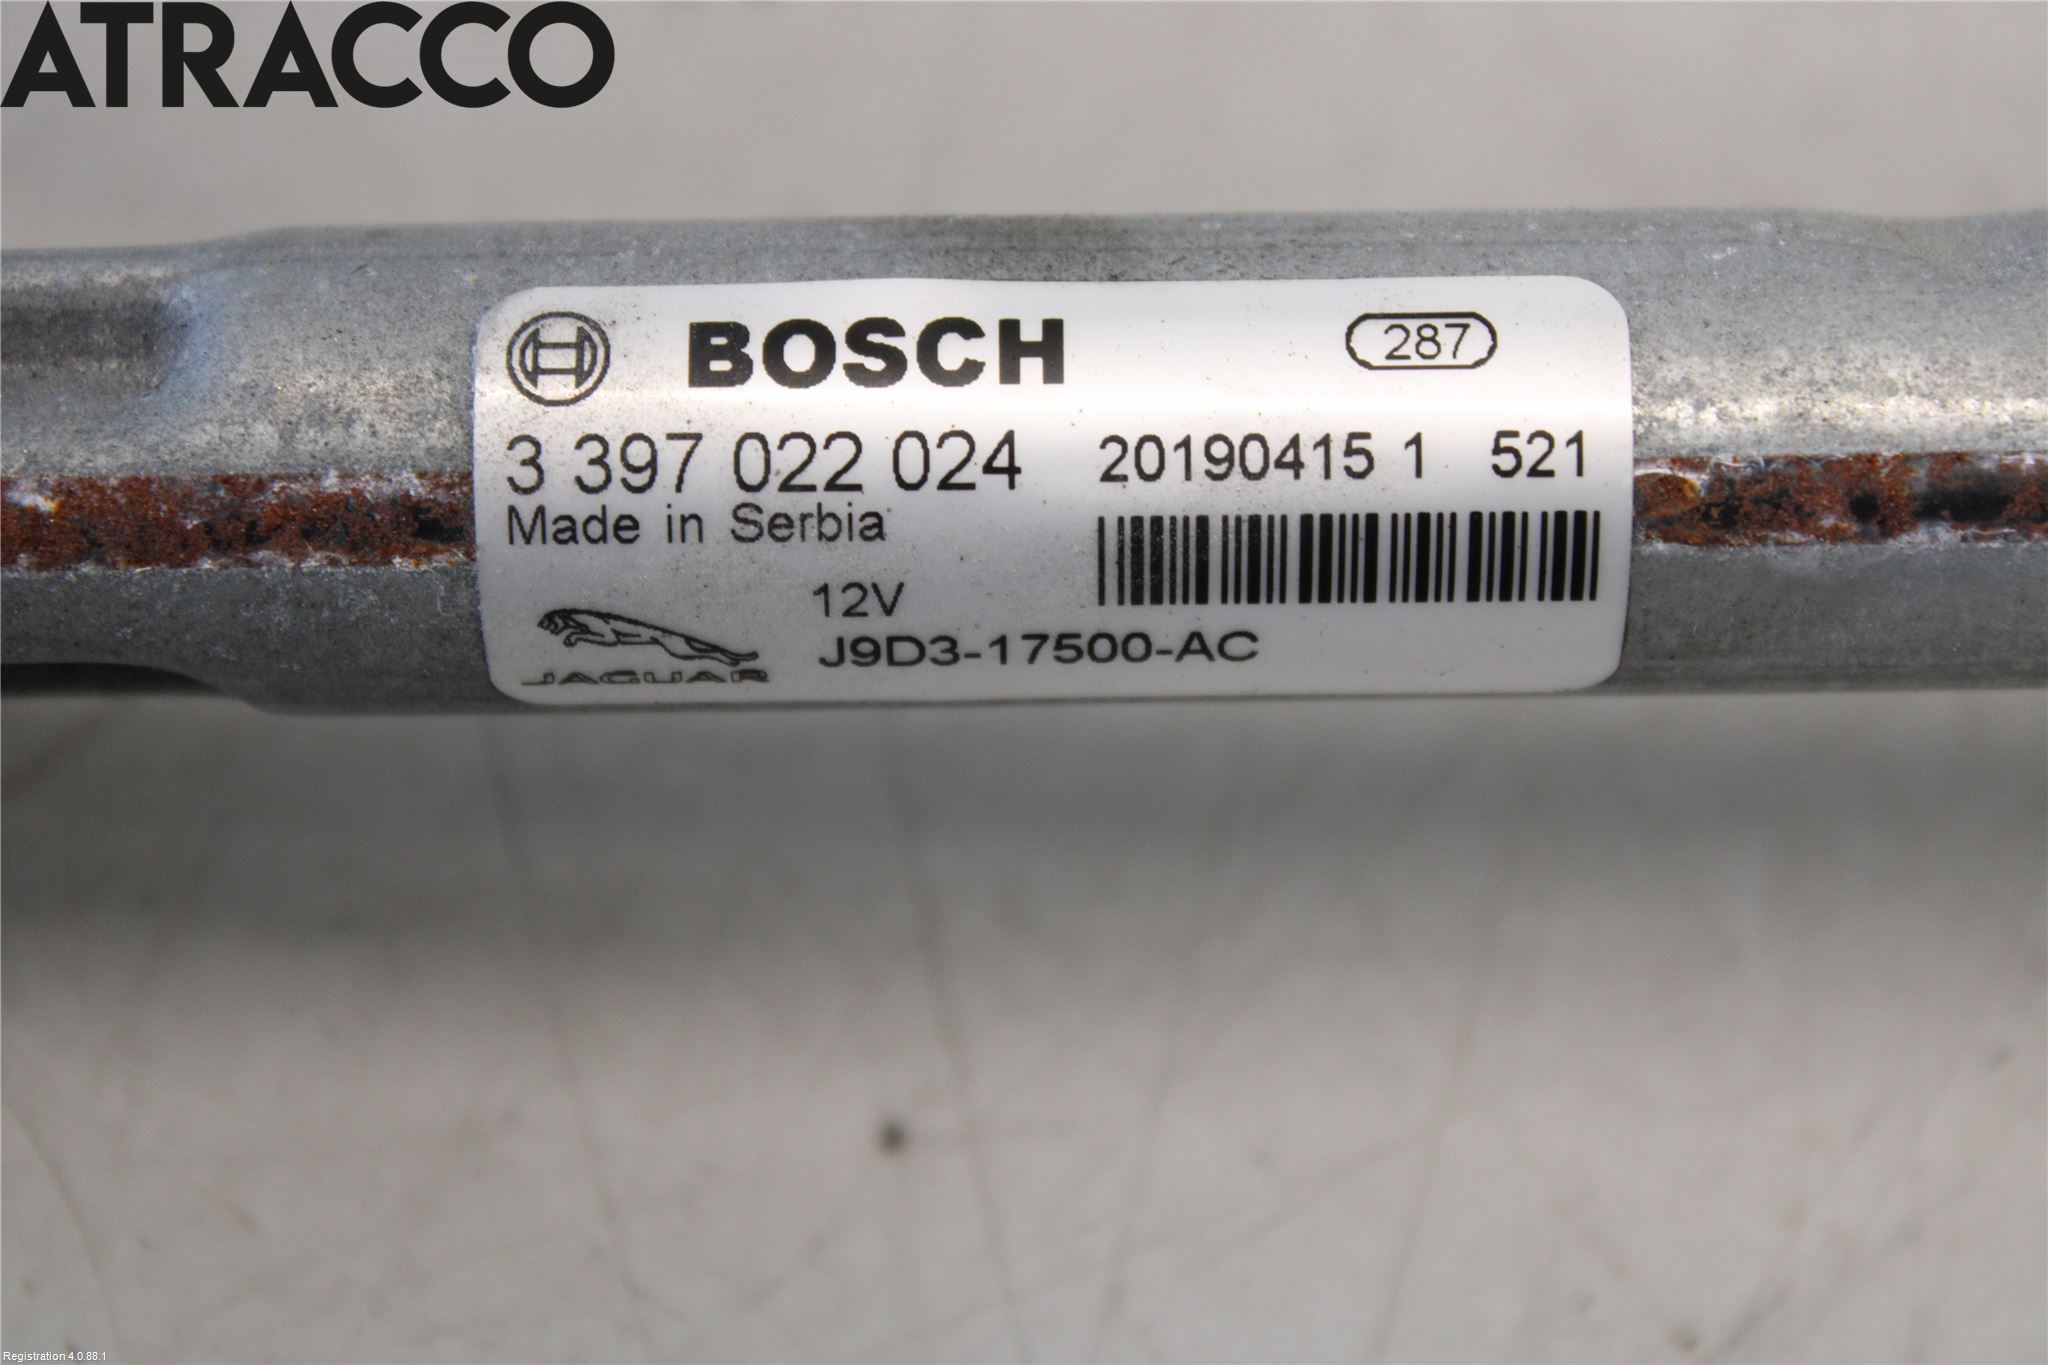 ATRACCO
BOSCH 287
3 397 022 024 20190415 1 521
Made in Serbia
12V
J9D3-17500-AC
JAGUAR
Registration 4.0.88.1